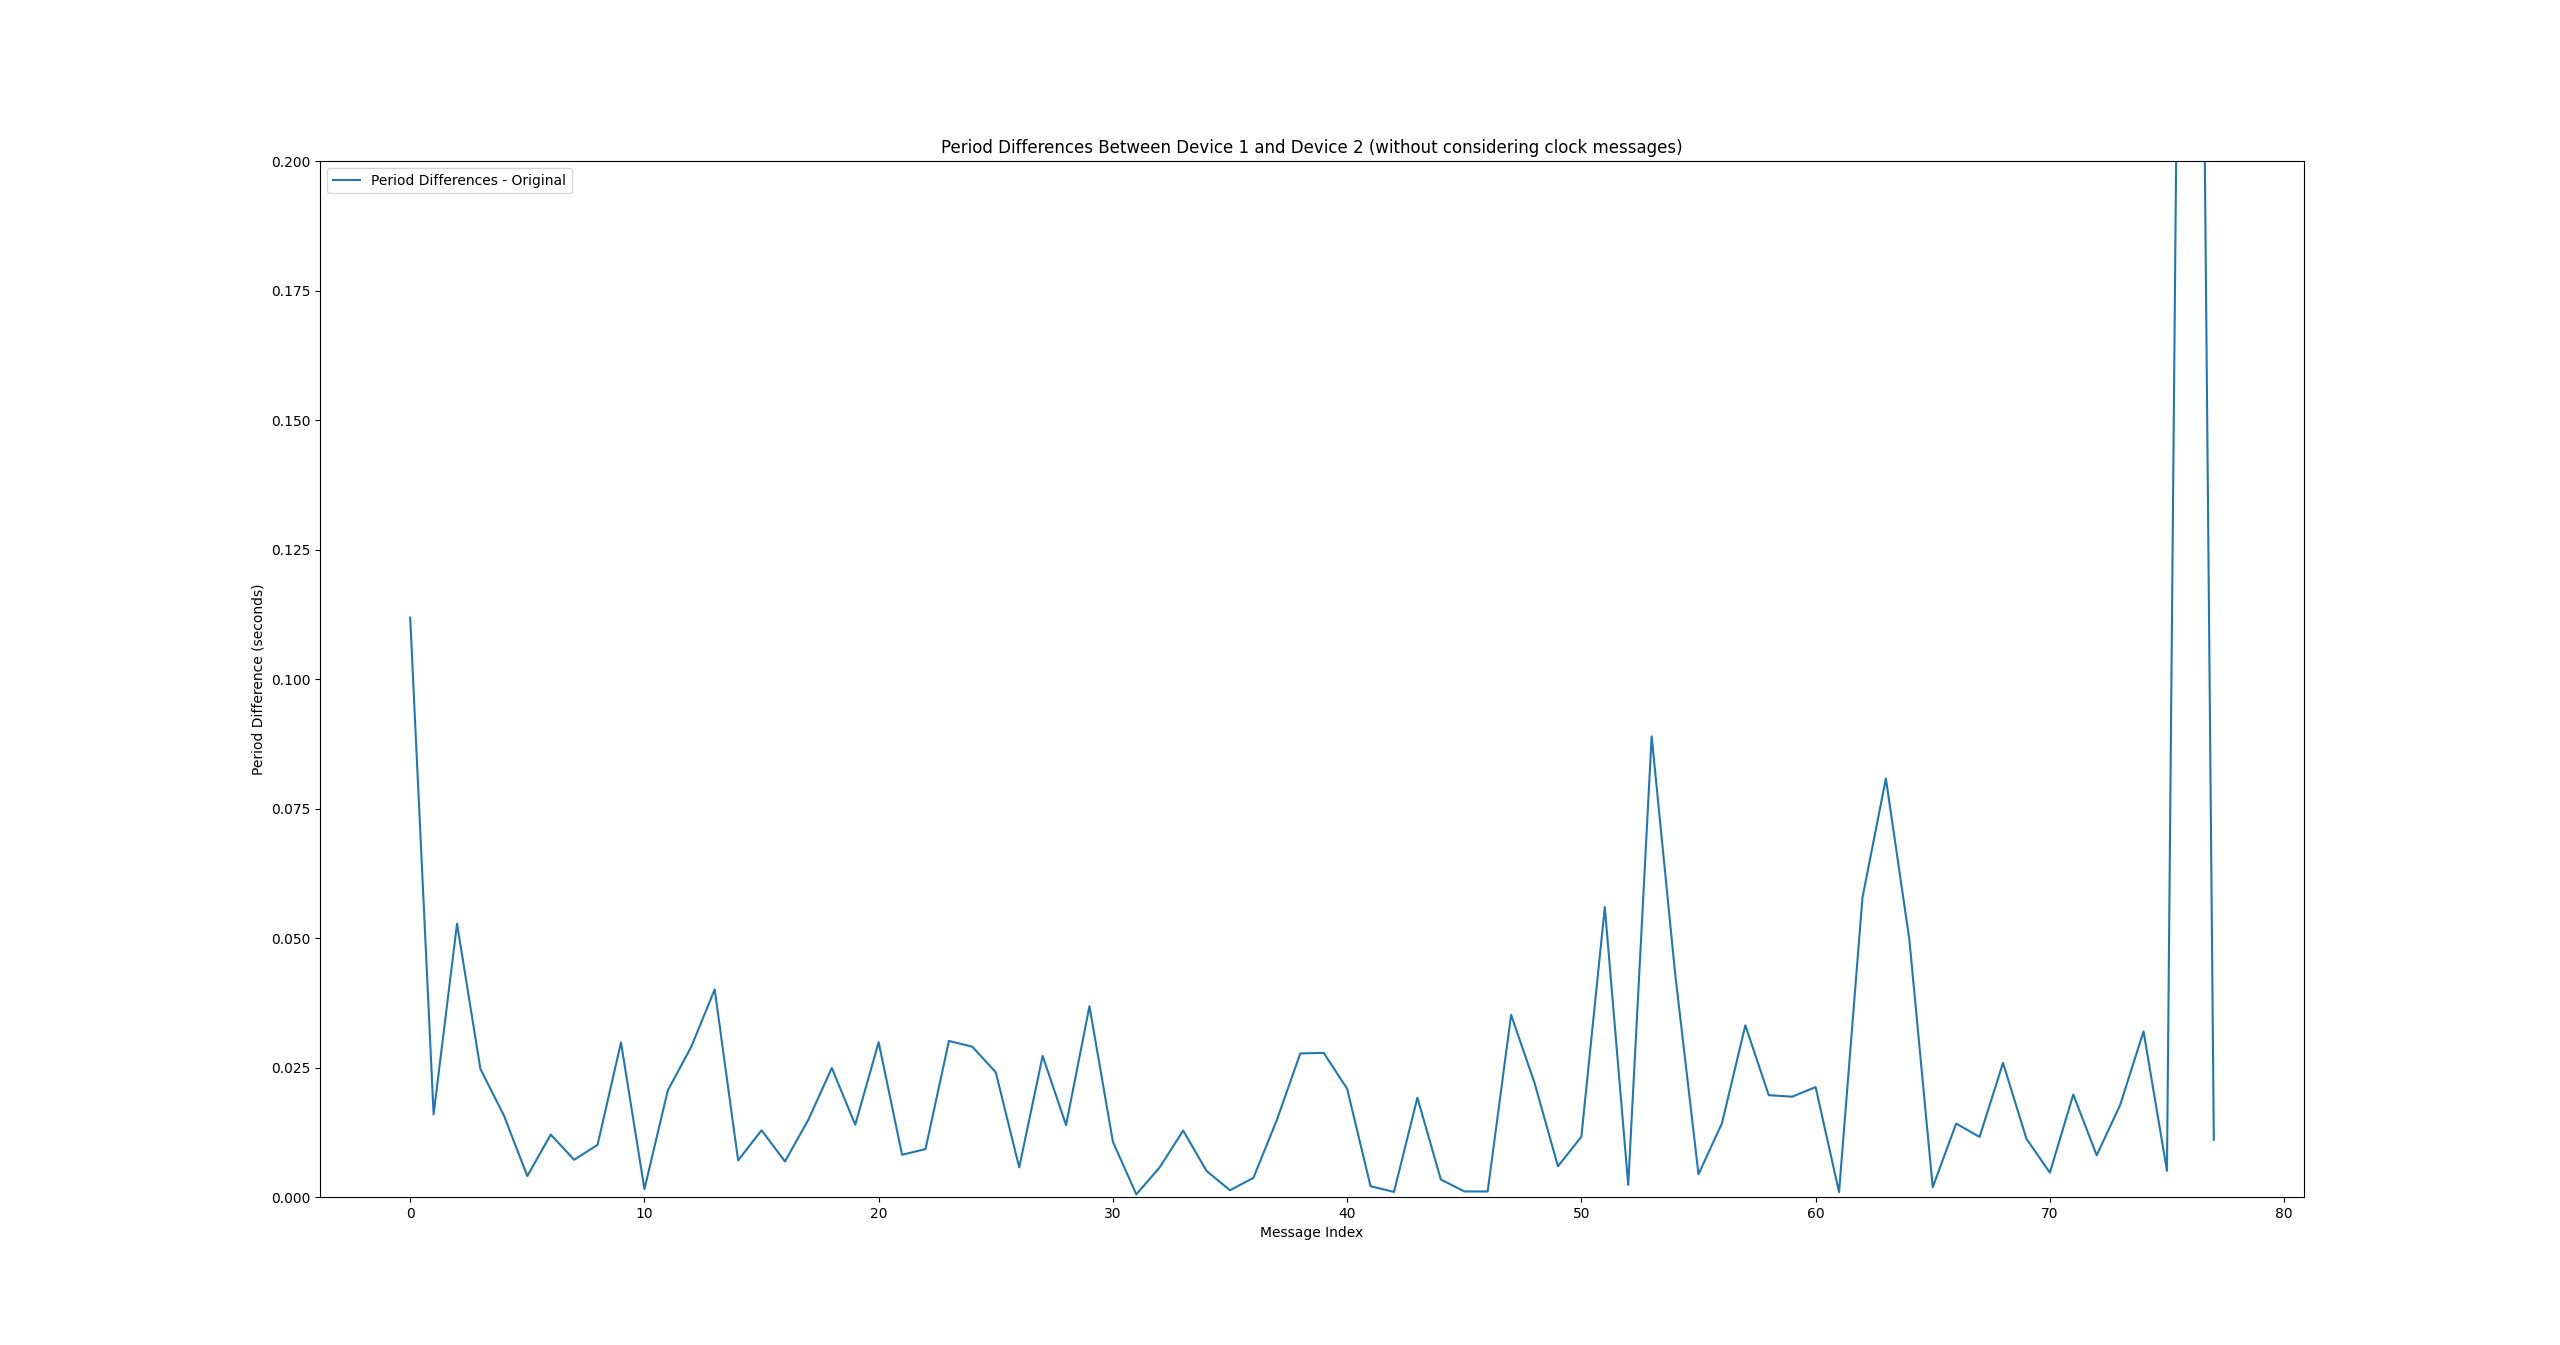 Period Differences Between Device 1 and Device 2 (without considering clock messages)
Period Differences - Original
0.200
0.175
0.150
0.125
0.100
0.075
0.050
0.025
0.000
Period Difference (seconds)
0 10 20 30 40 50 60 70 80
Message Index